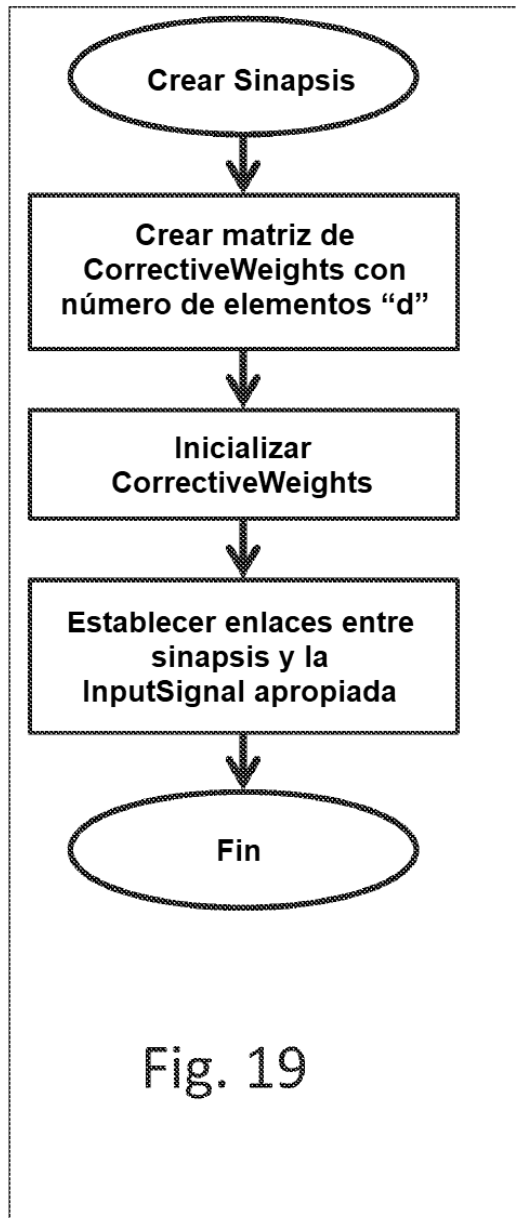 Crear Sinapsis
Crear matriz de
CorrectiveWeights con
número de elementos “d”
Inicializar
CorrectiveWeights
Establecer enlaces entre
sinapsis y la
InputSignal apropiada
Fin
Fig. 19